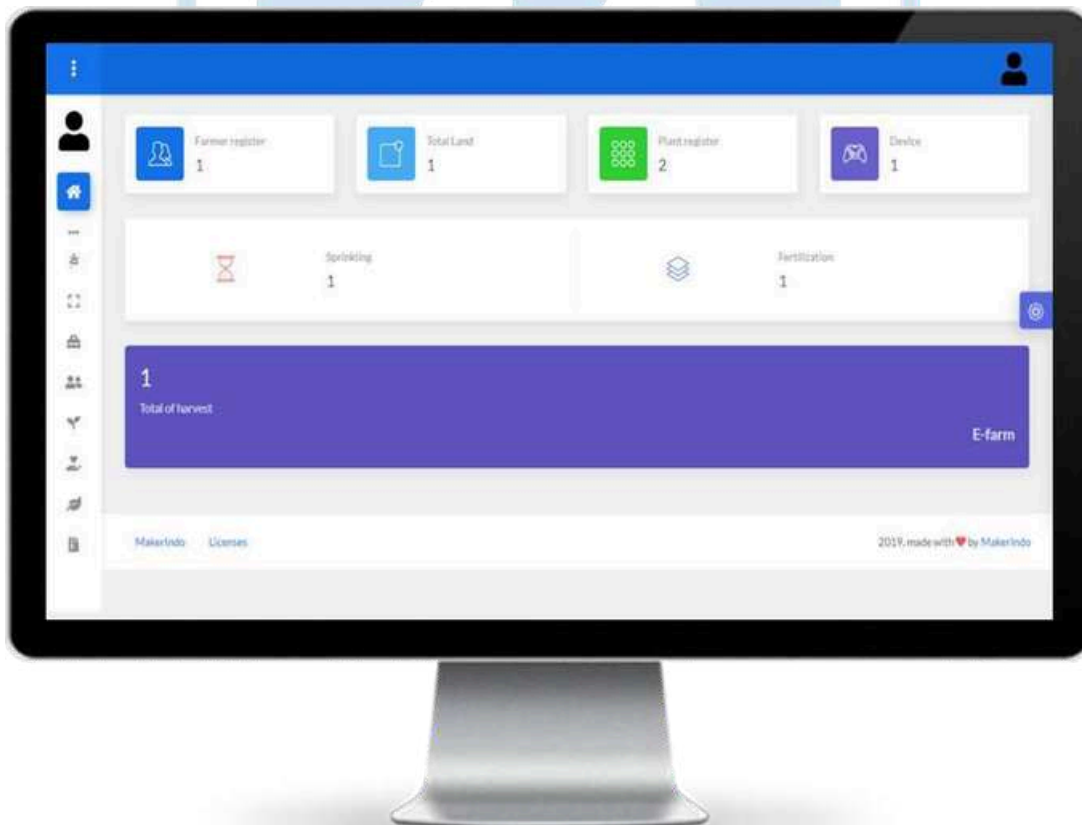 Farmer register
1
Total Land
1
Plant register
2
Device
1
Sprinkling
1
Fertilization
1
1
Total of harvest
E-farm
MakerIndo Licenses
2019, made with ❤ by MakerIndo